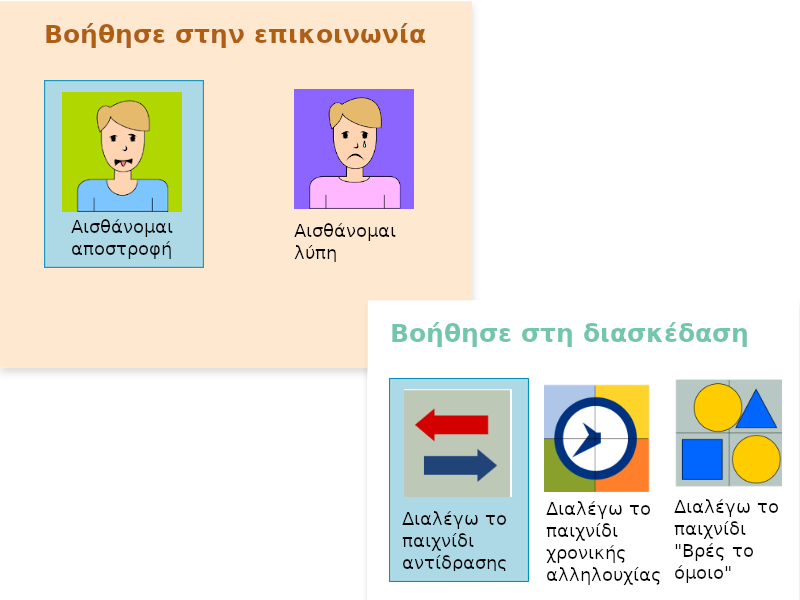 Βοήθησε στην επικοινωνία
Αισθάνομαι
αποστροφή
Αισθάνομαι
λύπη
Βοήθησε στη διασκέδαση
Διαλέγω το
παιχνίδι
αντίδρασης
Διαλέγω το
παιχνίδι
χρονικής
αλληλουχίας
Διαλέγω το
παιχνίδι
"Βρές το
όμοιο"